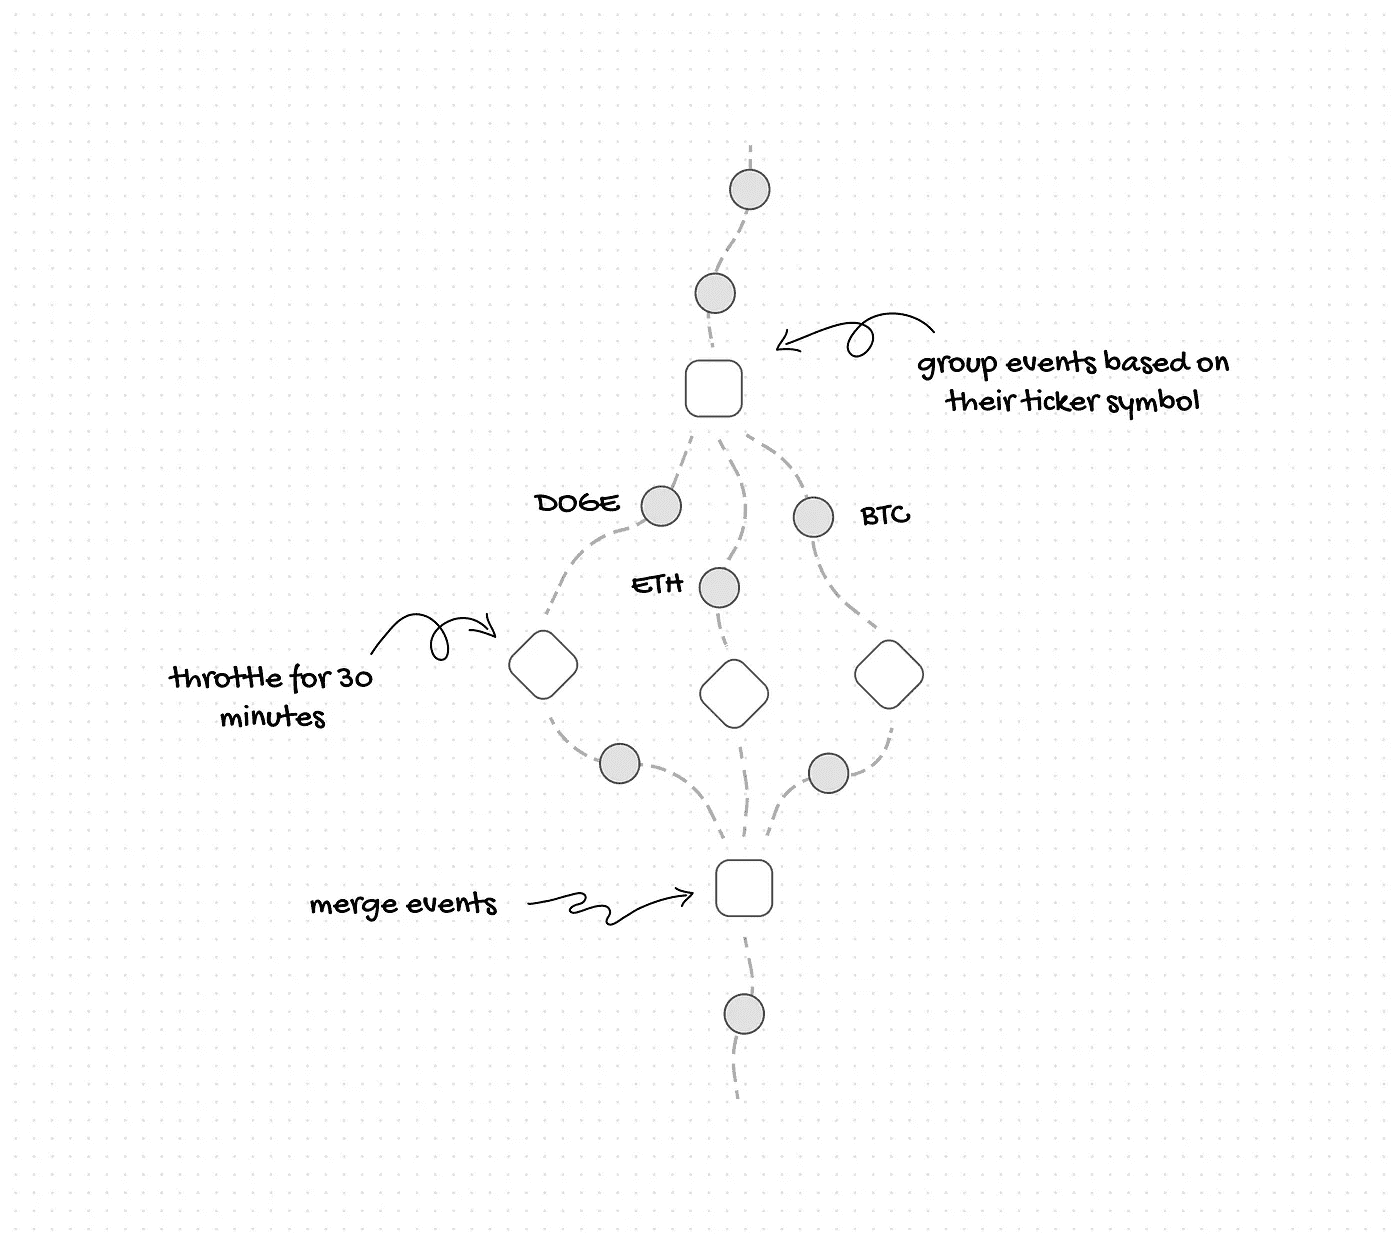 group events based on
their ticker symbol
DOGE
BTC
ETH
throttle for 30
minutes
merge events